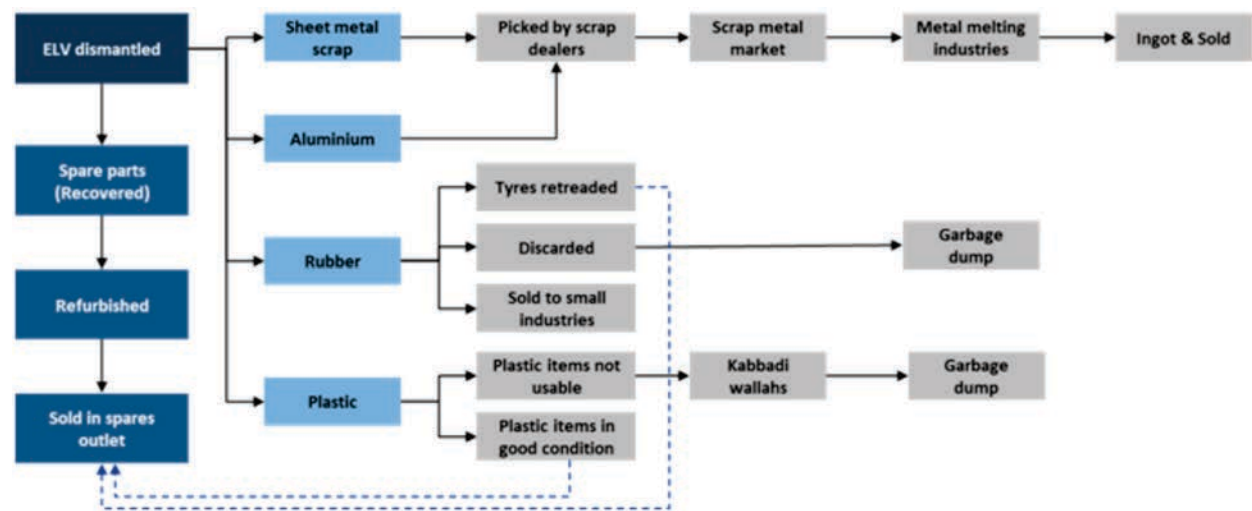 ELV dismantled
Sheet metal
scrap
Picked by scrap
dealers
Scrap metal
market
Metal melting
industries
Ingot & Sold
Aluminium
Spare parts
(Recovered)
Tyres retreaded
Rubber
Discarded
Garbage
dump
Refurbished
Sold to small
industries
Plastic
Plastic items not
usable
Kabbadi
wallahs
Garbage
dump
Sold in spares
outlet
Plastic items in
good condition